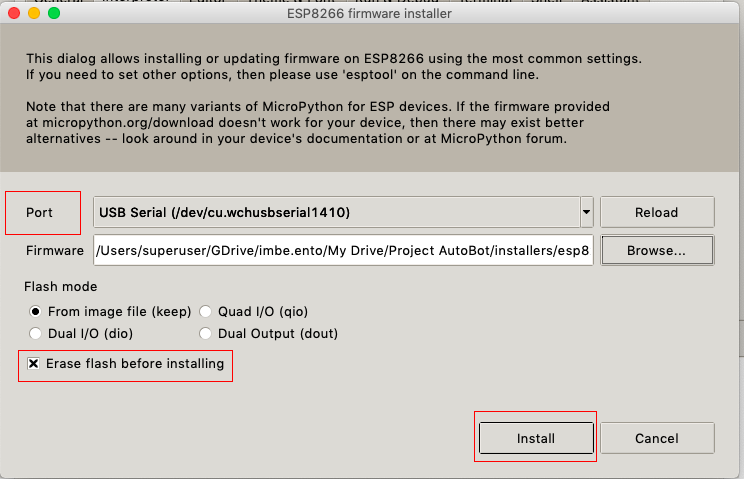 ESP8266 firmware installer
This dialog allows installing or updating firmware on ESP8266 using the most common settings.
If you need to set other options, then please use 'esptool' on the command line.
Note that there are many variants of MicroPython for ESP devices. If the firmware provided
at micropython.org/download doesn't work for your device, then there may exist better
alternatives -- look around in your device's documentation or at MicroPython forum.
Port USB Serial (/dev/cu.wchusbserial1410) Reload
Firmware /Users/superuser/GDrive/imbe.ento/My Drive/Project AutoBot/installers/esp8 Browse...
Flash mode
From image file (keep) Quad I/O (qio)
Dual I/O (dio) Dual Output (dout)
Erase flash before installing
Install Cancel